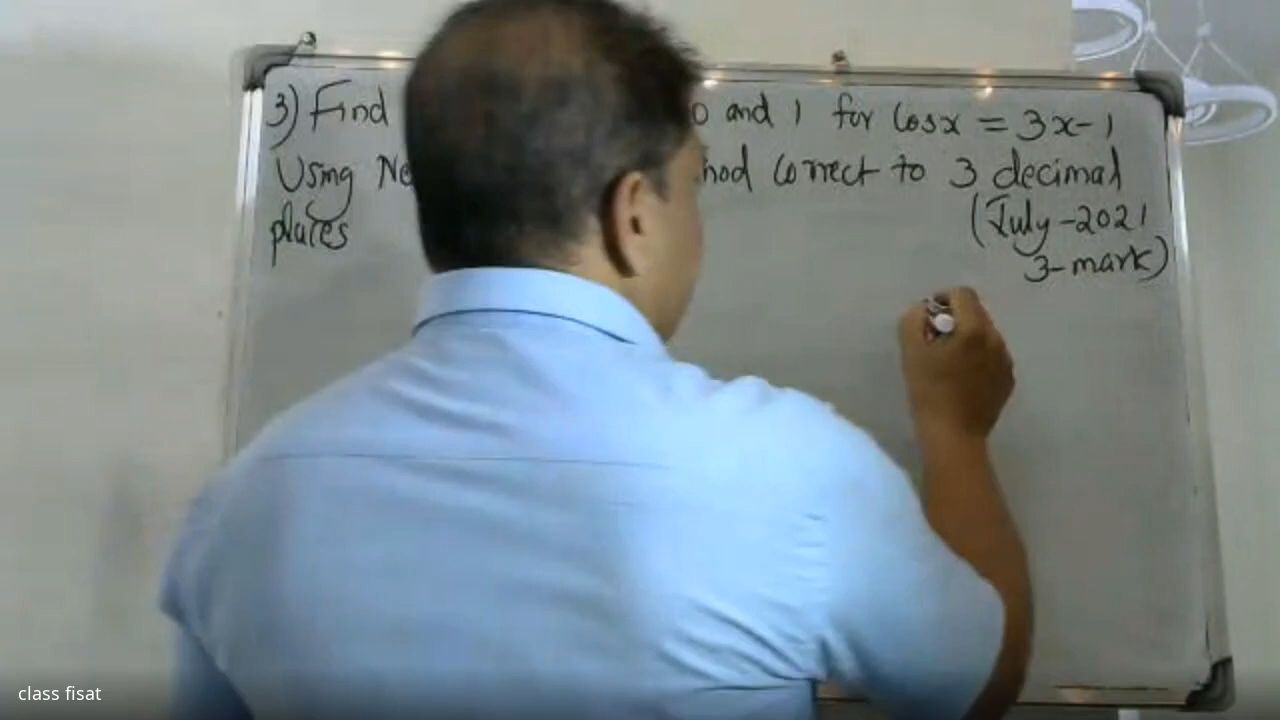 3) Find 0 and 1 for Cosx = 3x-1
Using Ne hod Correct to 3 decimal
places
(July-2021
3-mark)
class fisat